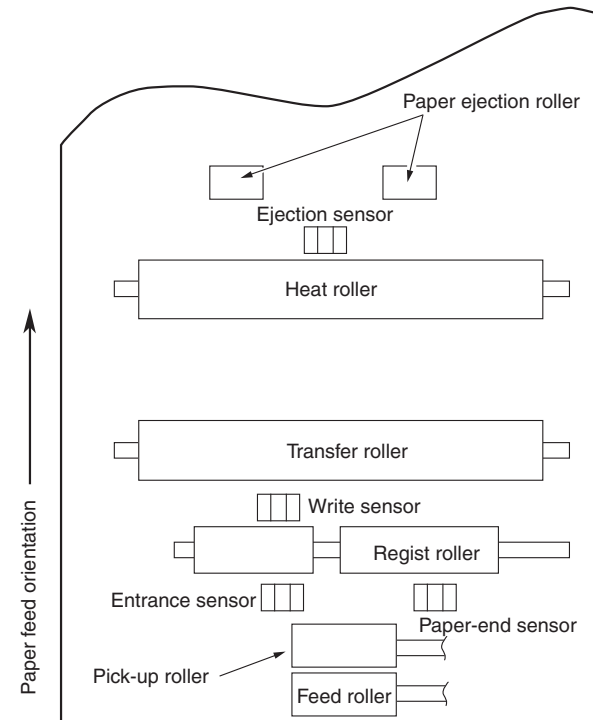 Paper ejection roller
Ejection sensor
Heat roller
Transfer roller
Write sensor
Regist roller
Entrance sensor
Paper-end sensor
Pick-up roller
Feed roller
Paper feed orientation